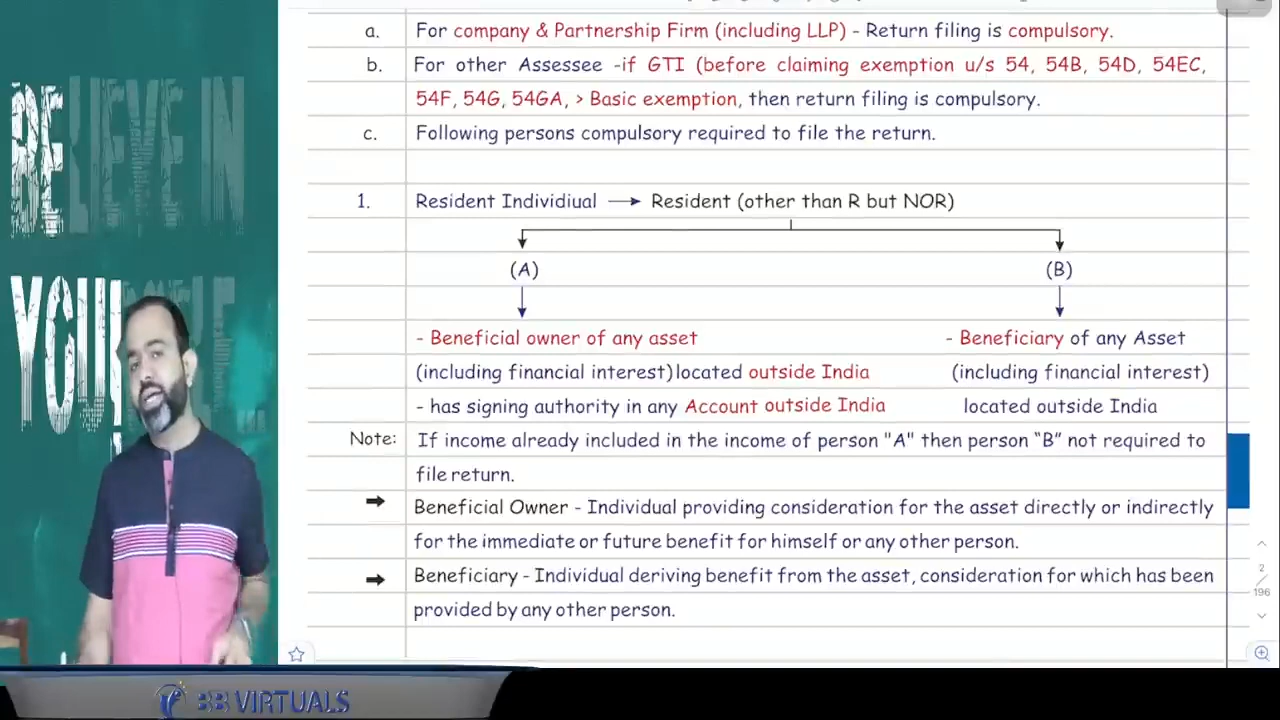 a. For company & Partnership Firm (including LLP) - Return filing is compulsory.
b. For other Assessee -if GTI (before claiming exemption u/s 54, 54B, 54D, 54EC,
54F, 54G, 54GA, > Basic exemption, then return filing is compulsory.
c. Following persons compulsory required to file the return.
1. Resident Individiual → Resident (other than R but NOR)
(A) (B)
- Beneficial owner of any asset - Beneficiary of any Asset
(including financial interest) located outside India (including financial interest)
- has signing authority in any Account outside India located outside India
Note: If income already included in the income of person "A" then person “B” not required to
file return.
➡ Beneficial Owner - Individual providing consideration for the asset directly or indirectly
for the immediate or future benefit for himself or any other person.
➡ Beneficiary - Individual deriving benefit from the asset, consideration for which has been
provided by any other person.
2
/
196
BELIEVE IN
BB VIRTUALS